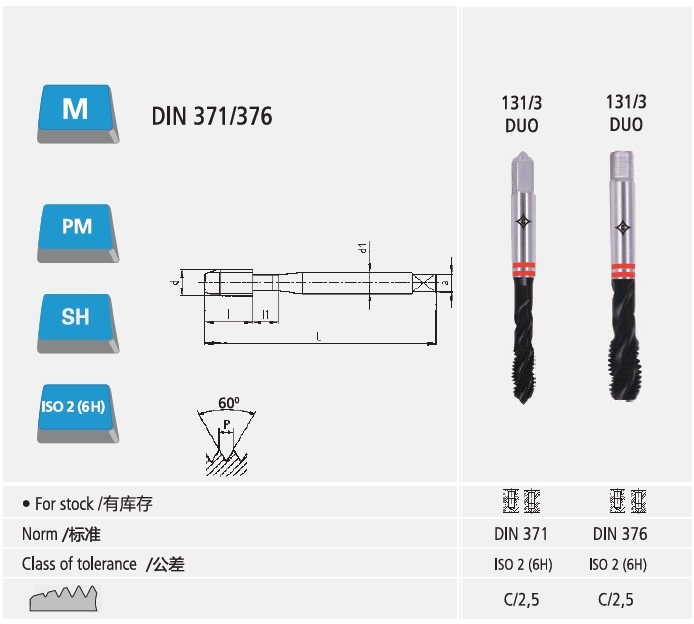 M
DIN 371/376
131/3
DUO
131/3
DUO
PM
SH
ISO 2 (6H)
d
l
l1
d1
a
L
60°
P
• For stock /有库存
Norm /标准
DIN 371
DIN 376
Class of tolerance /公差
ISO 2 (6H)
ISO 2 (6H)
C/2,5
C/2,5